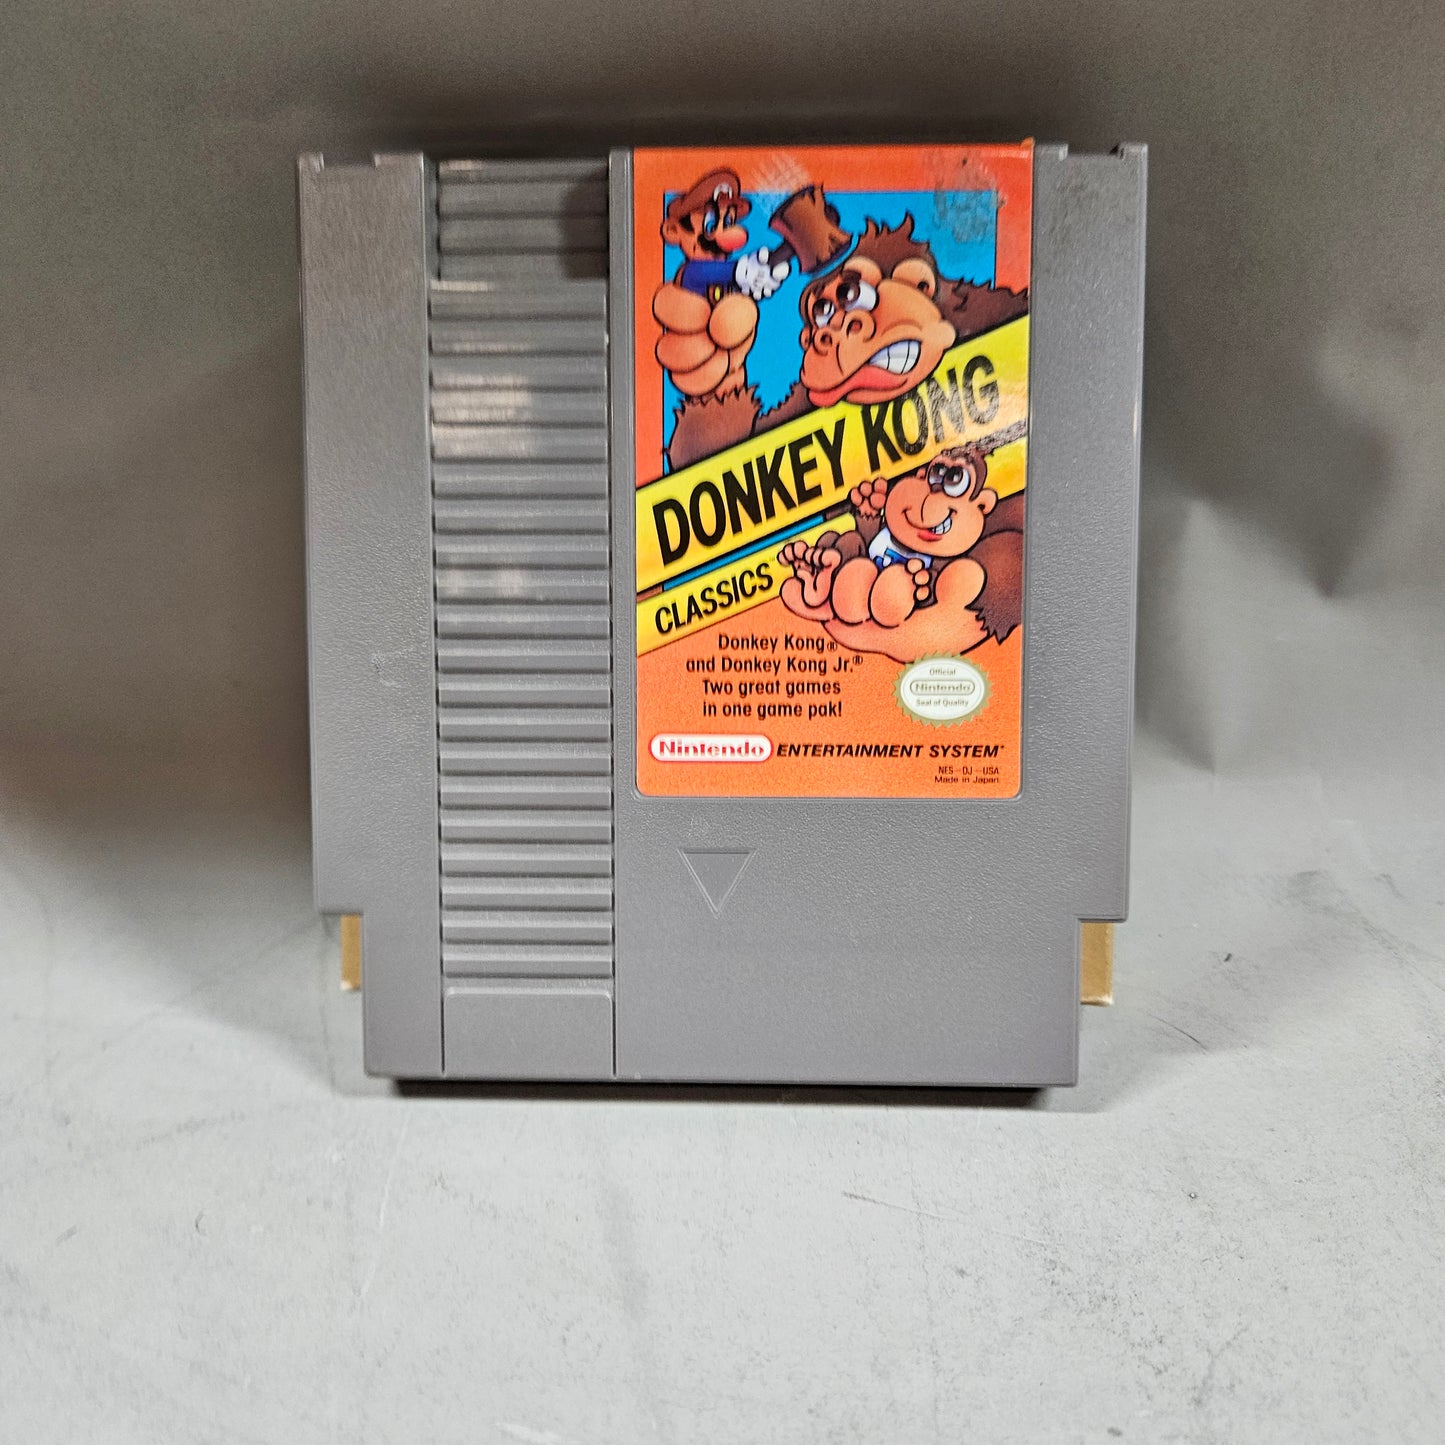 DONKEY KONG
CLASSICS
Donkey Kong®
and Donkey Kong Jr.®
Two great games
in one game pak!
Official
Nintendo
Seal of Quality
Nintendo ENTERTAINMENT SYSTEM™
NES-DJ-USA
Made in Japan